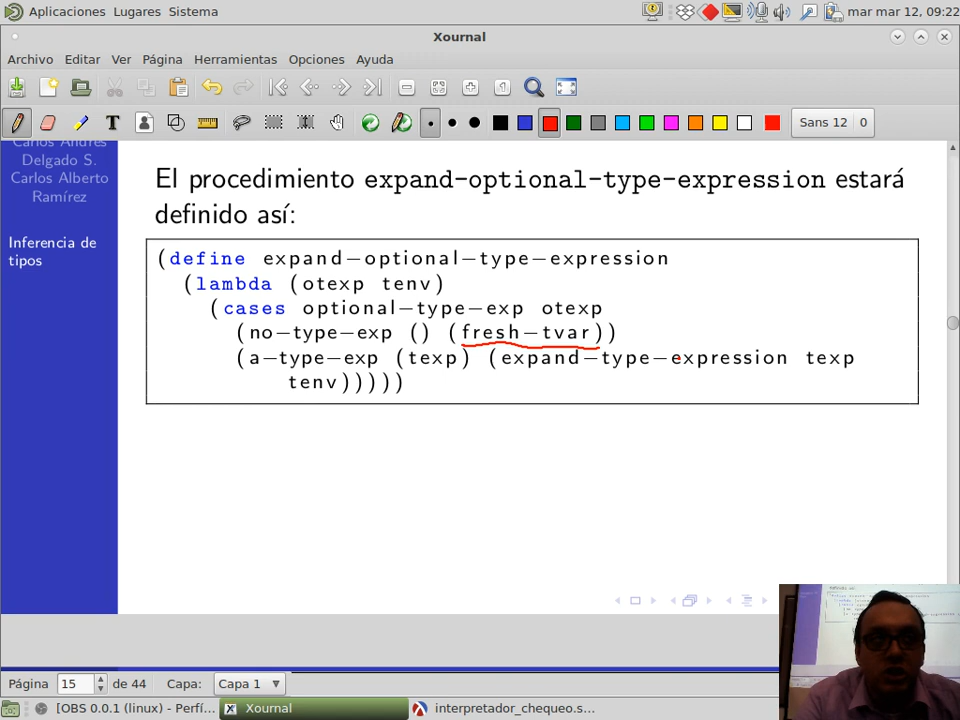 Aplicaciones Lugares Sistema
mar mar 12, 09:22
Xournal
Archivo Editar Ver Página Herramientas Opciones Ayuda
Sans 12 0
Carlos Andrés
Delgado S.
Carlos Alberto
Ramírez
Inferencia de
tipos
El procedimiento expand-optional-type-expression estará
definido así:
(define expand-optional-type-expression
(lambda (otexp tenv)
(cases optional-type-exp otexp
(no-type-exp () (fresh-tvar))
(a-type-exp (texp) (expand-type-expression texp
tenv)))))
Página 15 de 44 Capa: Capa 1
[OBS 0.0.1 (linux) - Perfí... Xournal interpretador_chequeo.s...